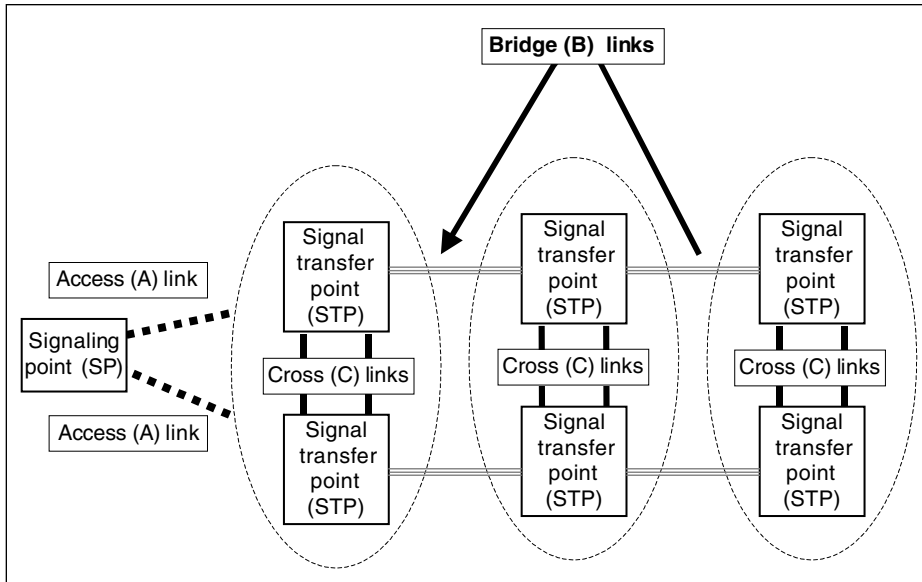 Bridge (B) links
Signal
transfer
point
(STP)
Signal
transfer
point
(STP)
Signal
transfer
point
(STP)
Access (A) link
Signaling
point (SP)
Cross (C) links
Cross (C) links
Cross (C) links
Access (A) link
Signal
transfer
point
(STP)
Signal
transfer
point
(STP)
Signal
transfer
point
(STP)